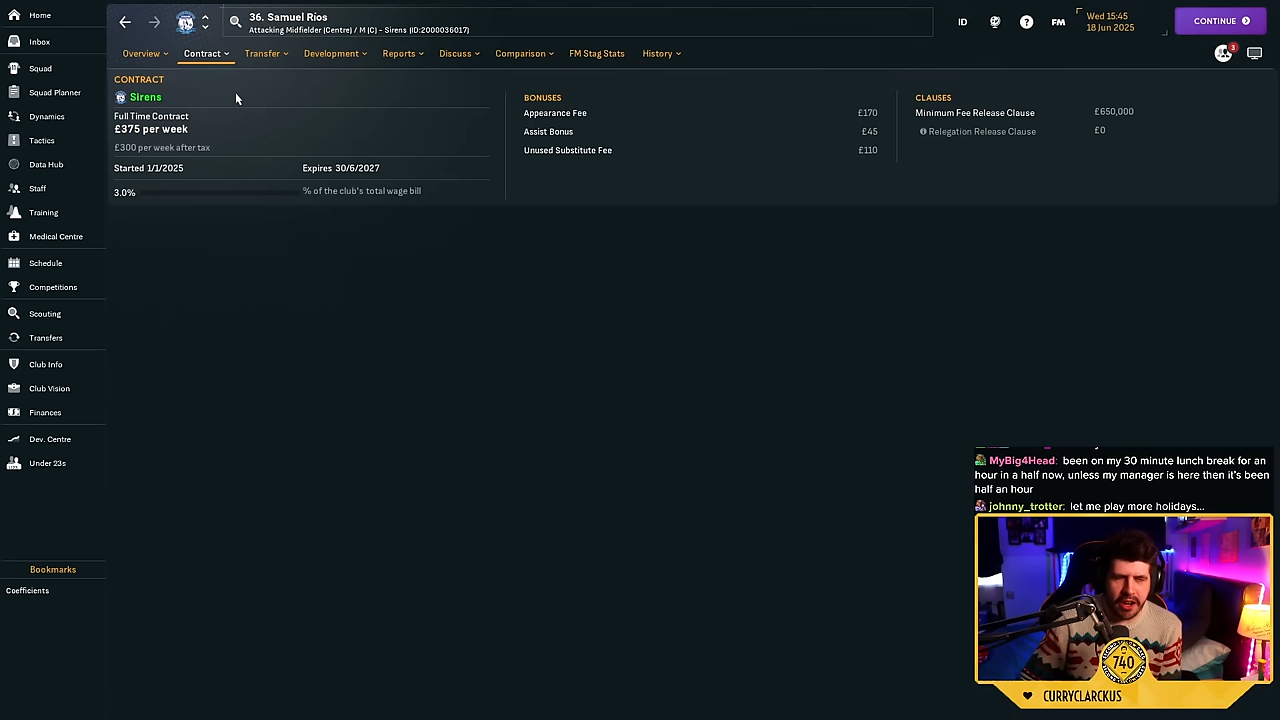 Home
Inbox
Squad
Squad Planner
Dynamics
Tactics
Data Hub
Staff
Training
Medical Centre
Schedule
Competitions
Scouting
Transfers
Club Info
Club Vision
Finances
Dev. Centre
Under 23s
Bookmarks
Coefficients
36. Samuel Ríos
Attacking Midfielder (Centre) / M (C) - Sirens (ID:2000036017)
ID
?
FM
Wed 15:45
18 Jun 2025
CONTINUE
Overview
Contract
Transfer
Development
Reports
Discuss
Comparison
FM Stag Stats
History
3
CONTRACT
Sirens
Full Time Contract
£375 per week
£300 per week after tax
Started 1/1/2025
Expires 30/6/2027
3.0%
% of the club's total wage bill
BONUSES
Appearance Fee £170
Assist Bonus £45
Unused Substitute Fee £110
CLAUSES
Minimum Fee Release Clause £650,000
Relegation Release Clause £0
MyBig4Head: been on my 30 minute lunch break for an
hour in a half now, unless my manager is here then it's been
half an hour
johnny_trotter: let me play more holidays...
740
CURRYCLARCKUS